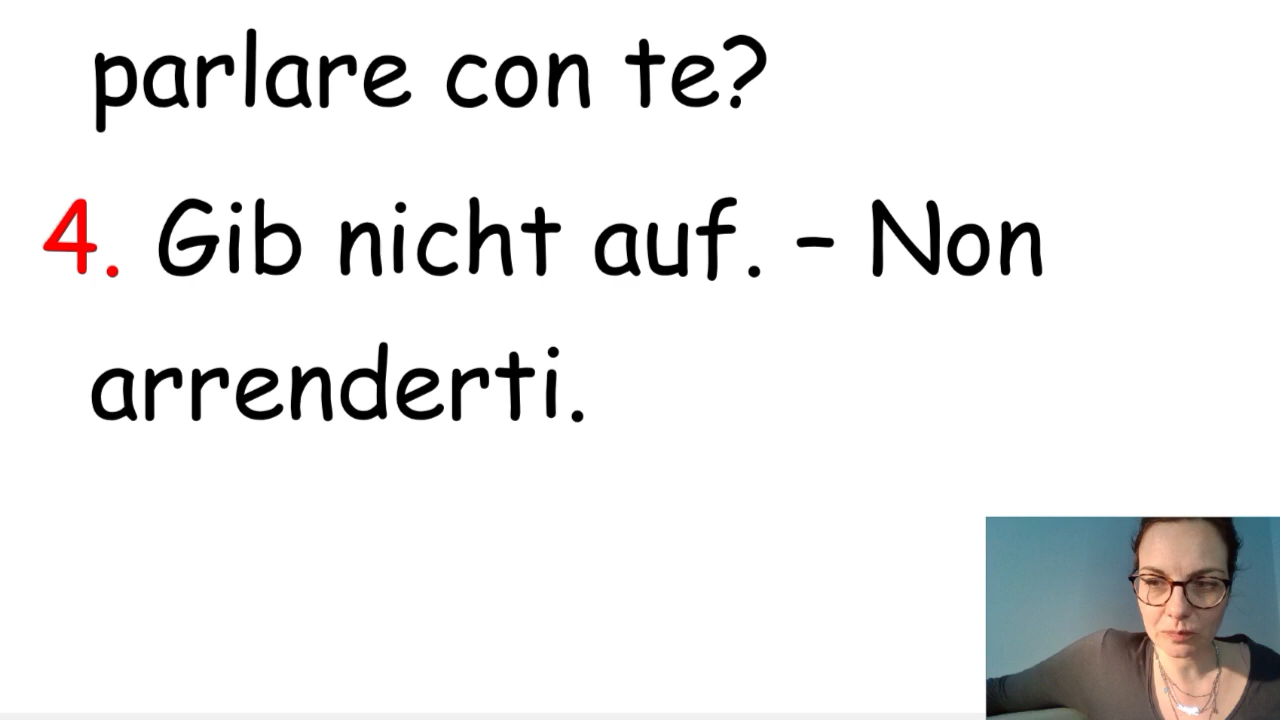 parlare con te?
4. Gib nicht auf. – Non
arrenderti.